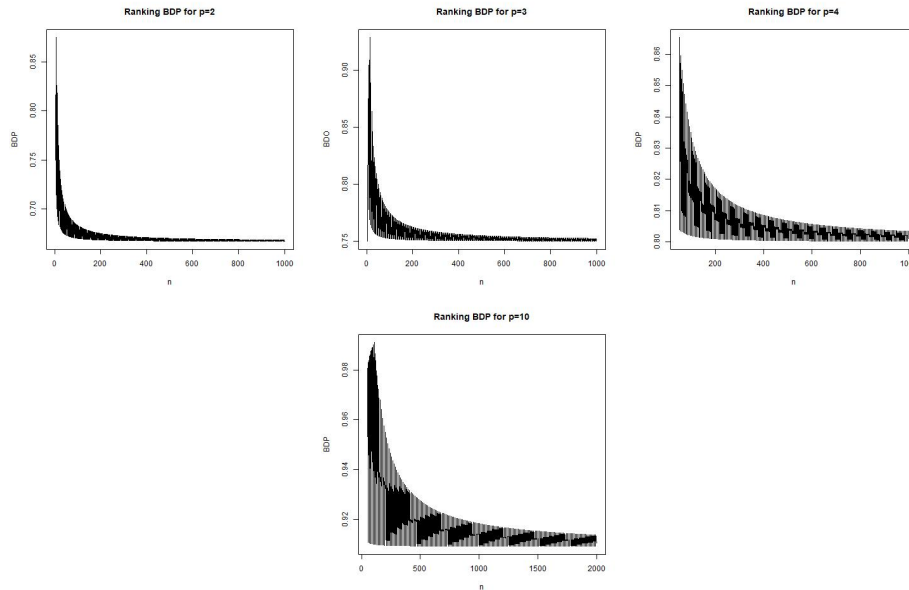 Ranking BDP for p=2
BDP
0.85
0.80
0.75
0.70
0 200 400 600 800 1000
n
Ranking BDP for p=3
BDO
0.90
0.85
0.80
0.75
0 200 400 600 800 1000
n
Ranking BDP for p=4
BDP
0.86
0.85
0.84
0.83
0.82
0.81
0.80
200 400 600 800 1000
n
Ranking BDP for p=10
BDP
0.98
0.96
0.94
0.92
0 500 1000 1500 2000
n